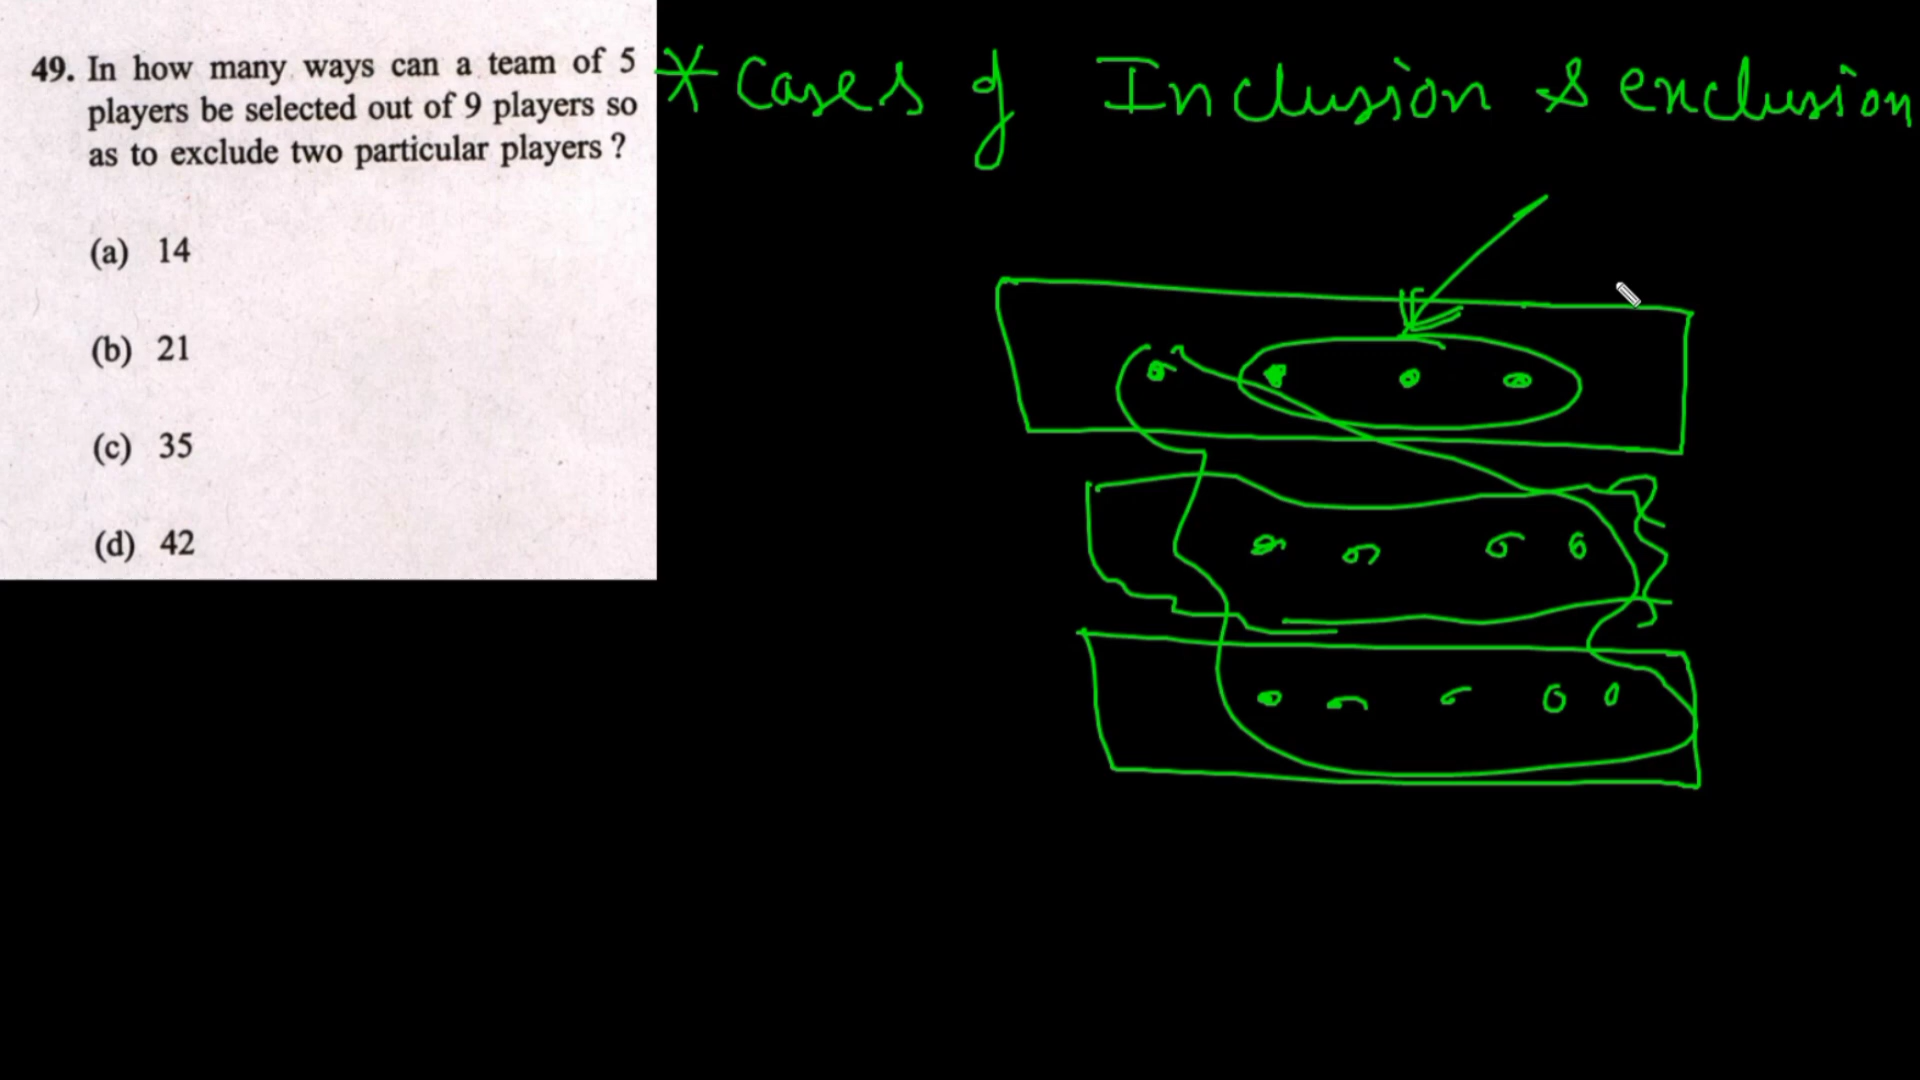 49. In how many ways can a team of 5
players be selected out of 9 players so
as to exclude two particular players ?
(a) 14
(b) 21
(c) 35
(d) 42
* Cases of Inclusion & exclusion